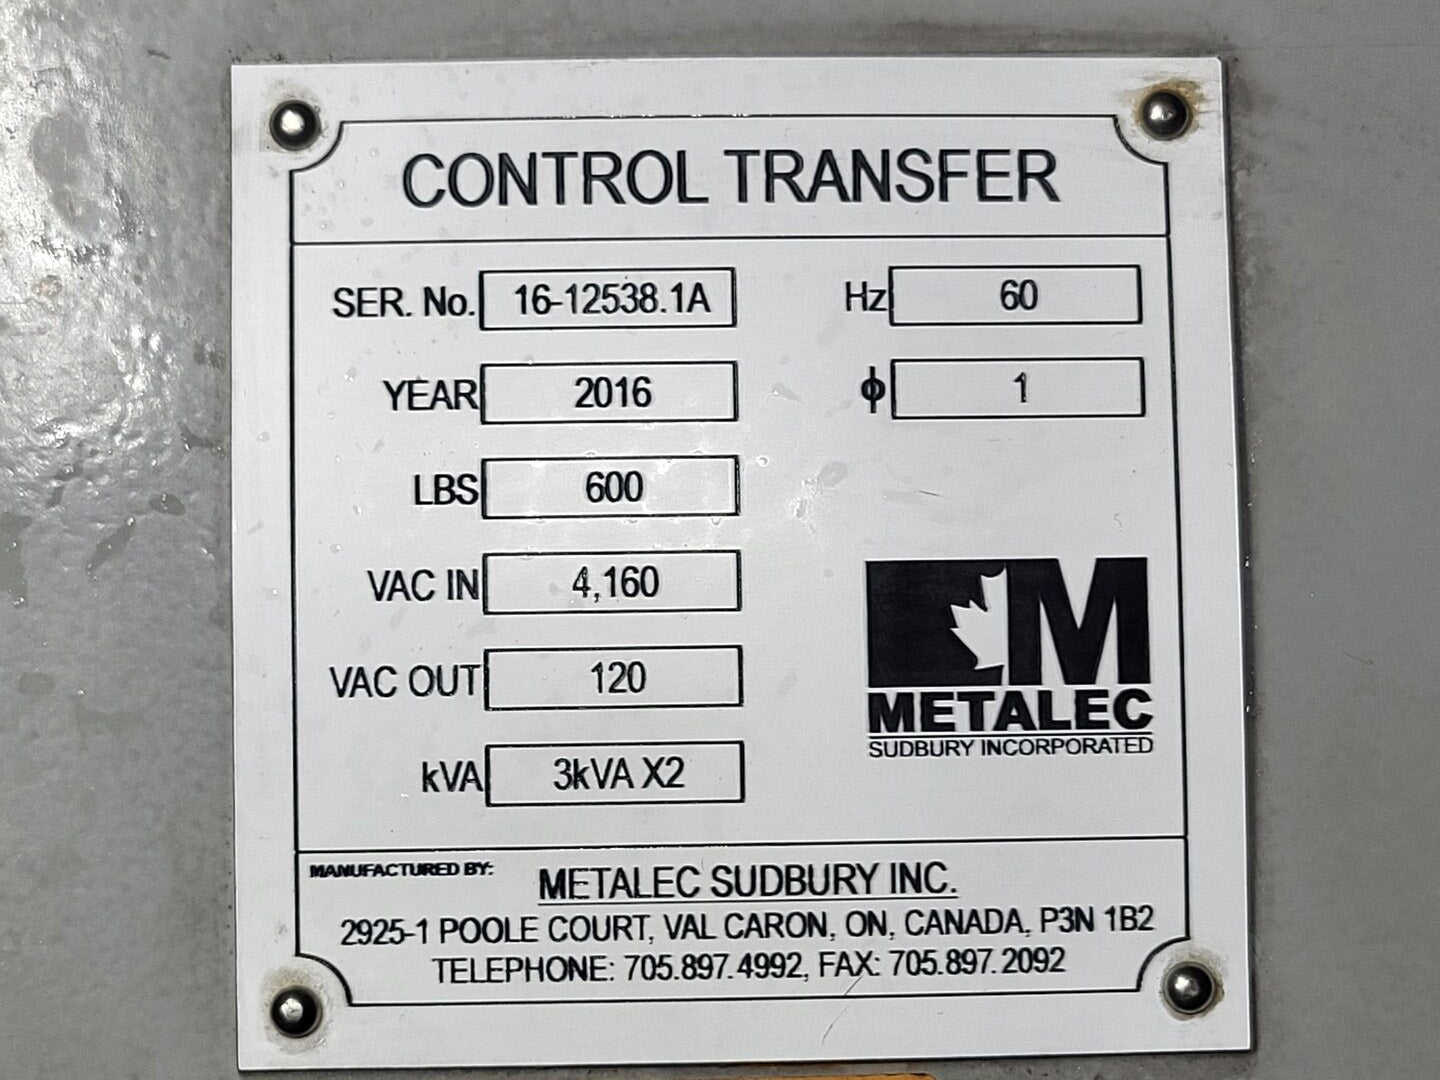 CONTROL TRANSFER
SER. No. 16-12538.1A
Hz 60
YEAR 2016
ϕ 1
LBS 600
VAC IN 4,160
VAC OUT 120
kVA 3kVA X2
M
METALEC
SUDBURY INCORPORATED
MANUFACTURED BY:
METALEC SUDBURY INC.
2925-1 POOLE COURT, VAL CARON, ON, CANADA, P3N 1B2
TELEPHONE: 705.897.4992, FAX: 705.897.2092